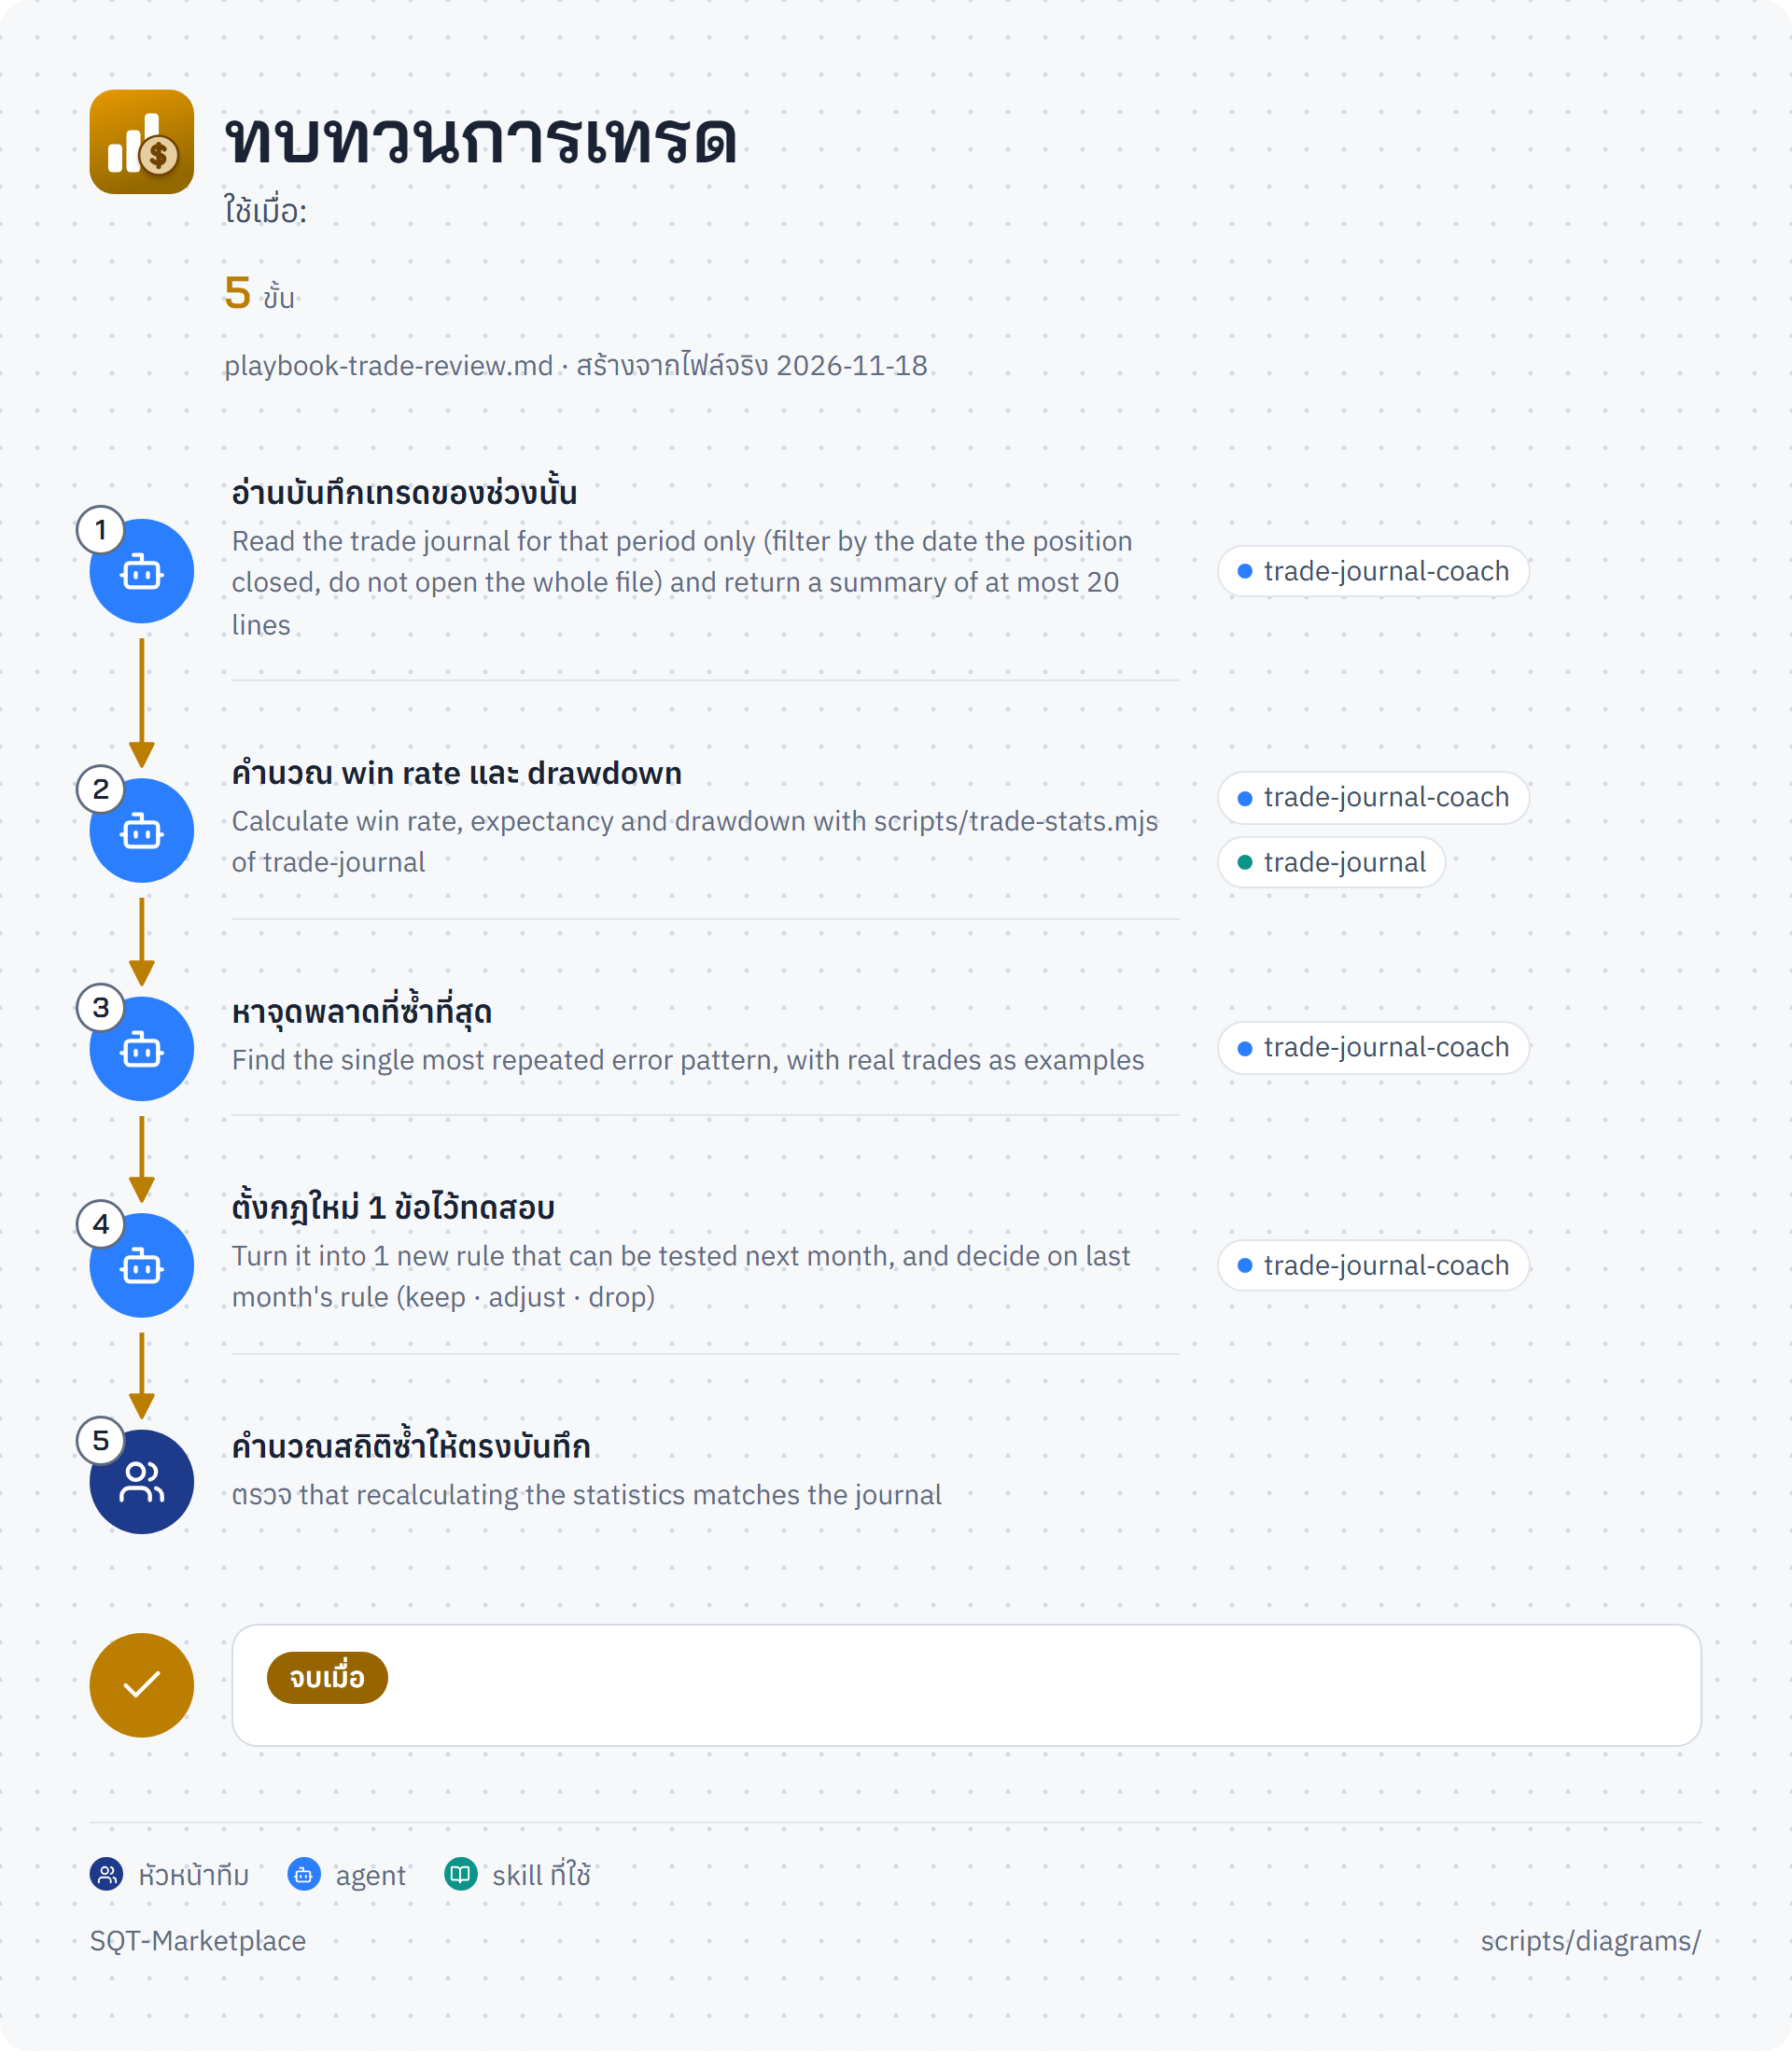 ทบทวนการเทรด
ใช้เมื่อ:
5 ขั้น
playbook-trade-review.md · สร้างจากไฟล์จริง 2026-11-18
1
อ่านบันทึกเทรดของช่วงนั้น
Read the trade journal for that period only (filter by the date the position
closed, do not open the whole file) and return a summary of at most 20
lines
trade-journal-coach
2
คำนวณ win rate และ drawdown
Calculate win rate, expectancy and drawdown with scripts/trade-stats.mjs
of trade-journal
trade-journal-coach
trade-journal
3
หาจุดพลาดที่ซ้ำที่สุด
Find the single most repeated error pattern, with real trades as examples
trade-journal-coach
4
ตั้งกฎใหม่ 1 ข้อไว้ทดสอบ
Turn it into 1 new rule that can be tested next month, and decide on last
month's rule (keep · adjust · drop)
trade-journal-coach
5
คำนวณสถิติซ้ำให้ตรงบันทึก
ตรวจ that recalculating the statistics matches the journal
จบเมื่อ
หัวหน้าทีม agent skill ที่ใช้
SQT-Marketplace scripts/diagrams/